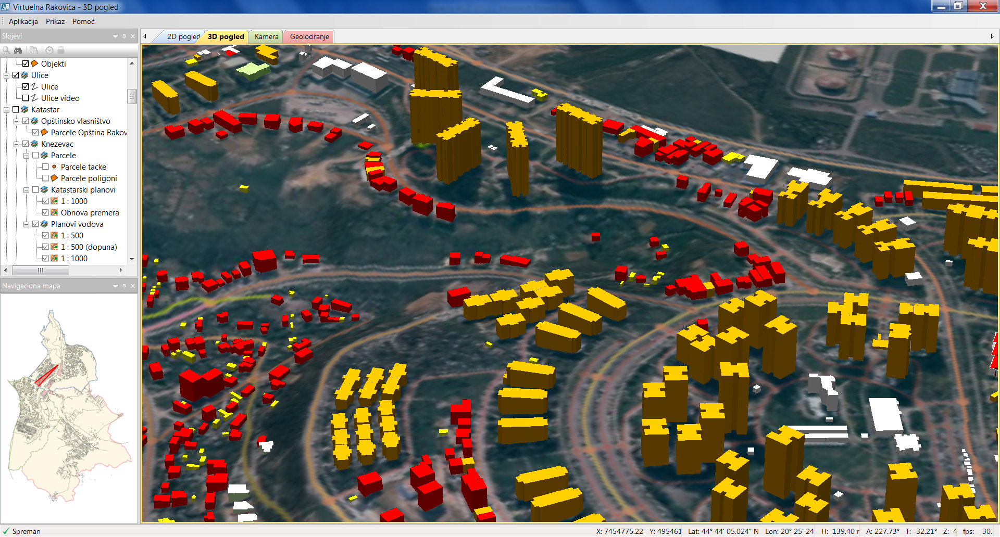 Virtuelna Rakovica - 3D pogled
Aplikacija Prikaz Pomoć
Slojevi
2D pogled 3D pogled Kamera Geolociranje
Objekti
Ulice
Ulice
Ulice video
Katastar
Opštinsko vlasništvo
Parcele Opština Rakov
Knezevac
Parcele
Parcele tacke
Parcele poligoni
Katastarski planovi
1 : 1000
Obnova premera
Planovi vodova
1 : 500
1 : 500 (dopuna)
1 : 1000
Navigaciona mapa
Spreman X: 7454775.22 Y: 495461 Lat: 44° 44' 05.024" N Lon: 20° 25' 24 H: 139.40 A: 227.73° T: -32.21° Z: fps: 30.